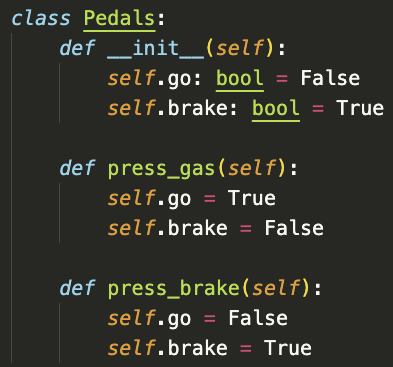 class Pedals:
    def __init__(self):
        self.go: bool = False
        self.brake: bool = True

    def press_gas(self):
        self.go = True
        self.brake = False

    def press_brake(self):
        self.go = False
        self.brake = True